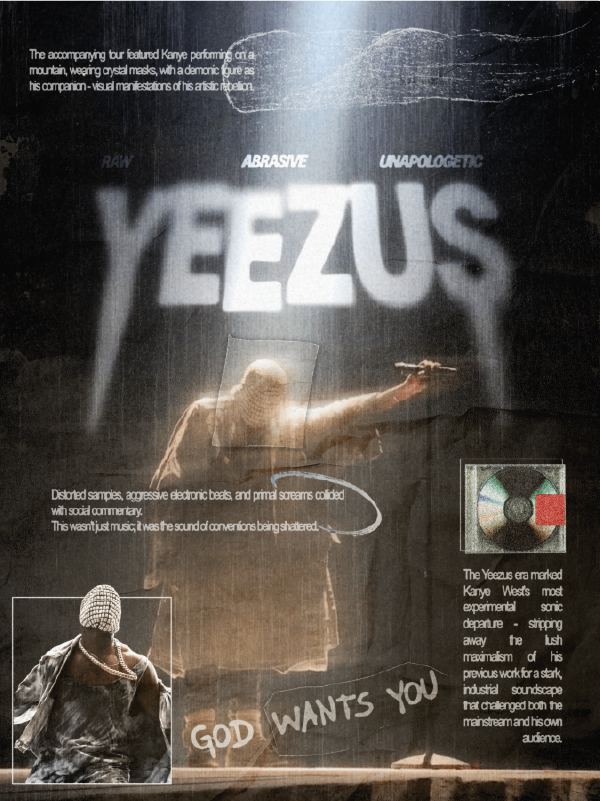 The accompanying tour featured Kanye performing on a
mountain, wearing crystal masks, with a demonic figure as
his companion - visual manifestations of his artistic rebellion.
RAW ABRASIVE UNAPOLOGETIC
YEEZUS
Distorted samples, aggressive electronic beats, and primal screams collided
with social commentary.
This wasn't just music; it was the sound of conventions being shattered.
The Yeezus era marked
Kanye West's most
experimental sonic
departure - stripping
away the lush
maximalism of his
previous work for a stark,
industrial soundscape
that challenged both the
mainstream and his own
audience.
GOD WANTS YOU